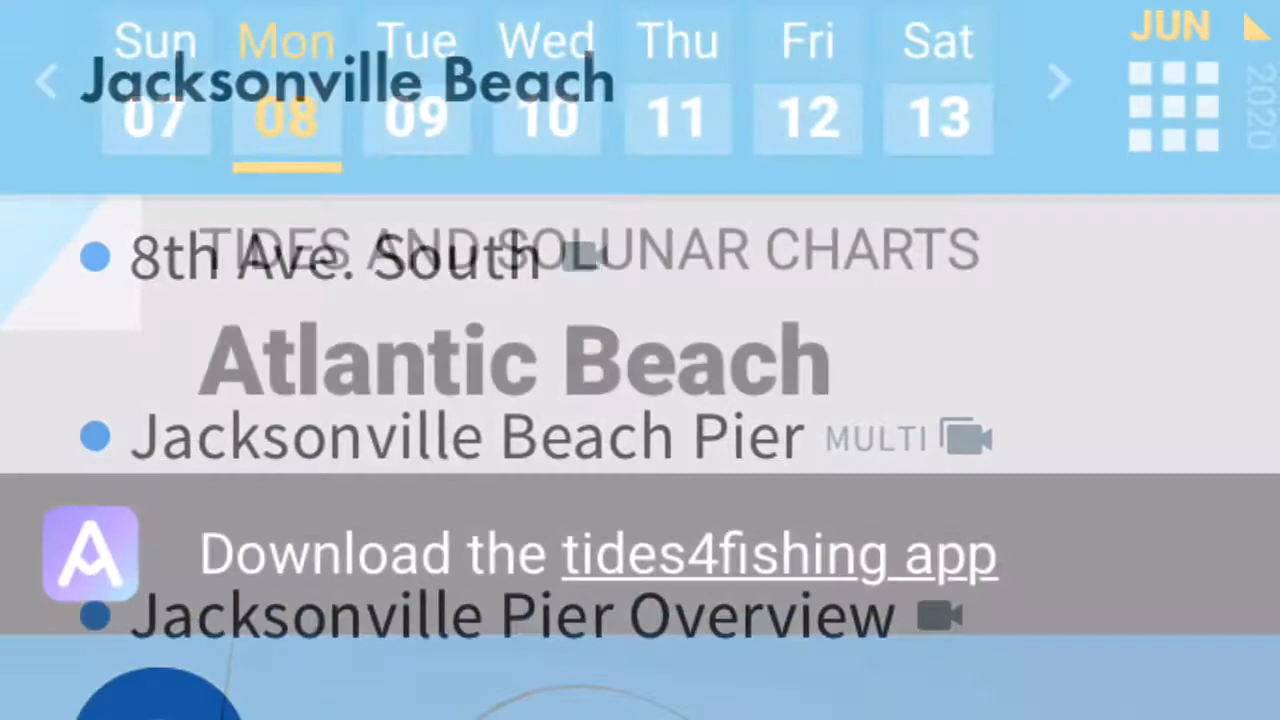 Sun Mon Tue Wed Thu Fri Sat
JUN
Jacksonville Beach
07 08 09 10 11 12 13
2020
TIDES AND SOLUNAR CHARTS
8th Ave. South
Atlantic Beach
Jacksonville Beach Pier MULTI
Download the tides4fishing app
Jacksonville Pier Overview